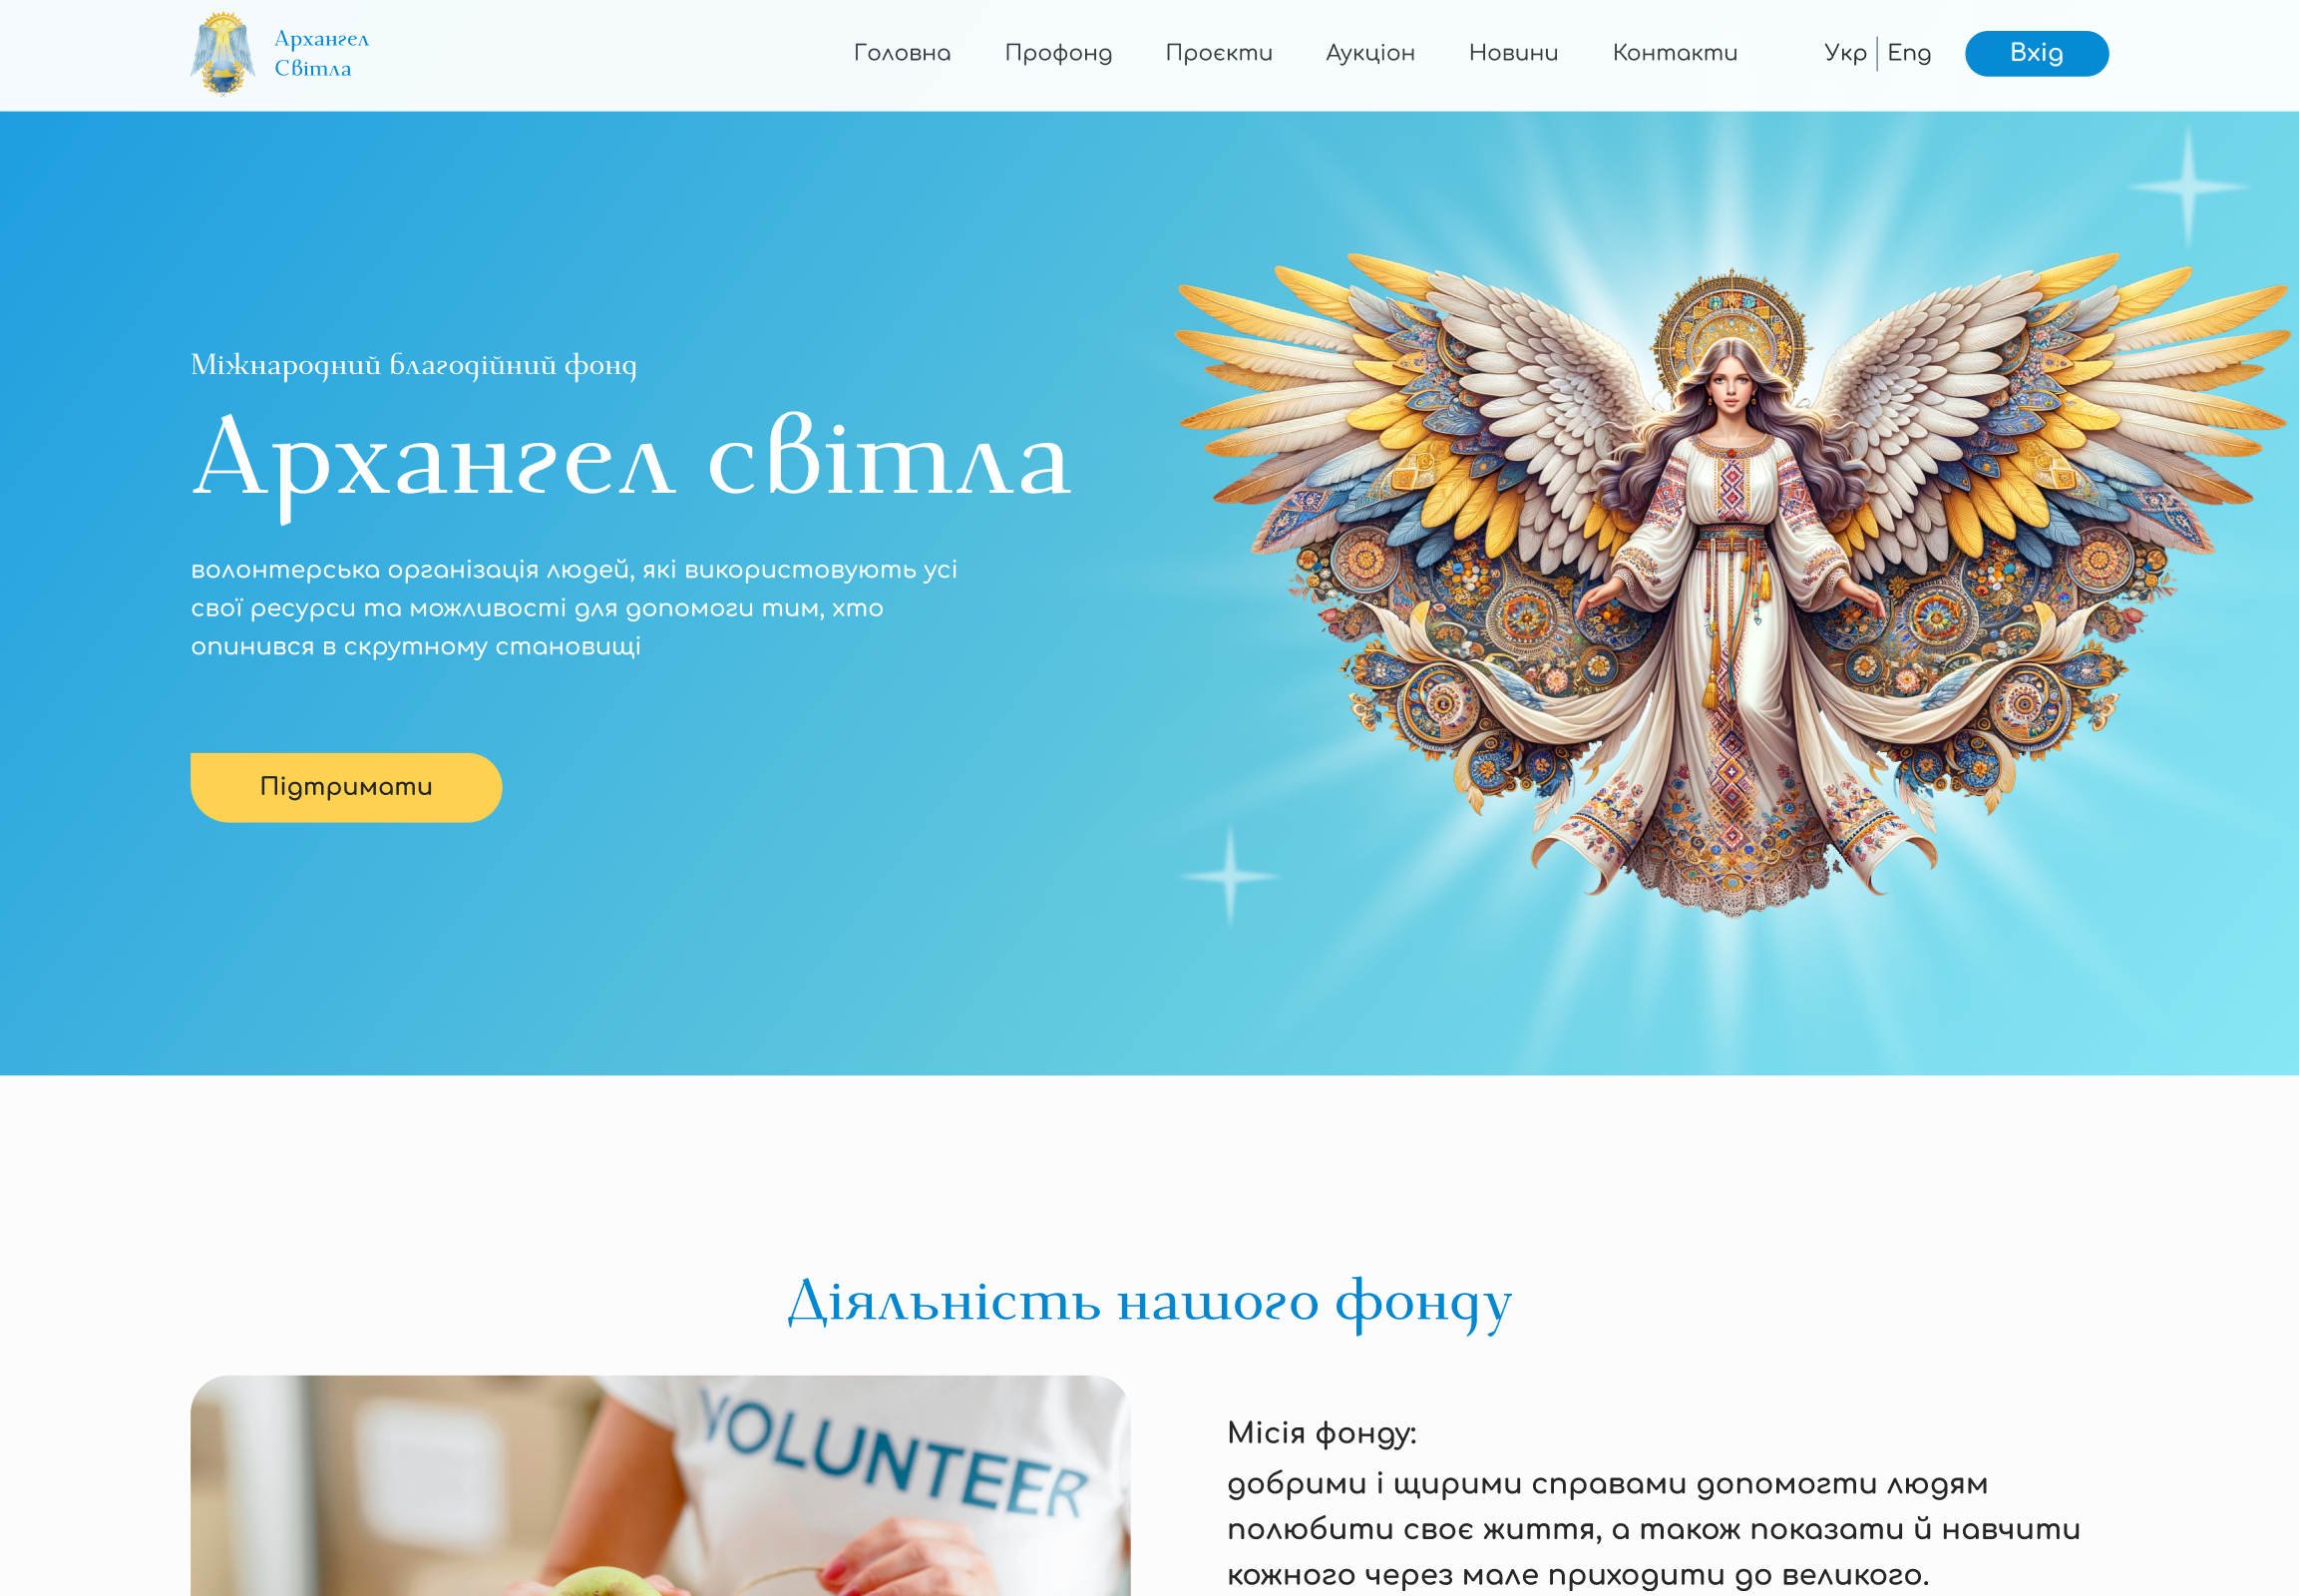 Архангел
Світла
Головна
Профонд
Проєкти
Аукціон
Новини
Контакти
Укр
Eng
Вхід
Міжнародний благодійний фонд
Архангел світла
волонтерська організація людей, які використовують усі
свої ресурси та можливості для допомоги тим, хто
опинився в скрутному становищі
Підтримати
Діяльність нашого фонду
VOLUNTEER
Місія фонду:
добрими і щирими справами допомогти людям
полюбити своє життя, а також показати й навчити
кожного через мале приходити до великого.